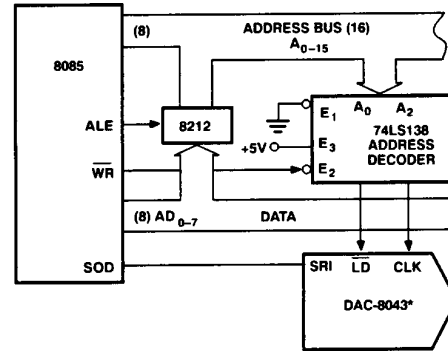 (8)
ADDRESS BUS (16)
A0–15
8085
8212
ALE
WR
+5V
E1
A0
A2
E3
E2
74LS138
ADDRESS
DECODER
(8) AD0–7
DATA
SOD
SRI
LD
CLK
DAC-8043*